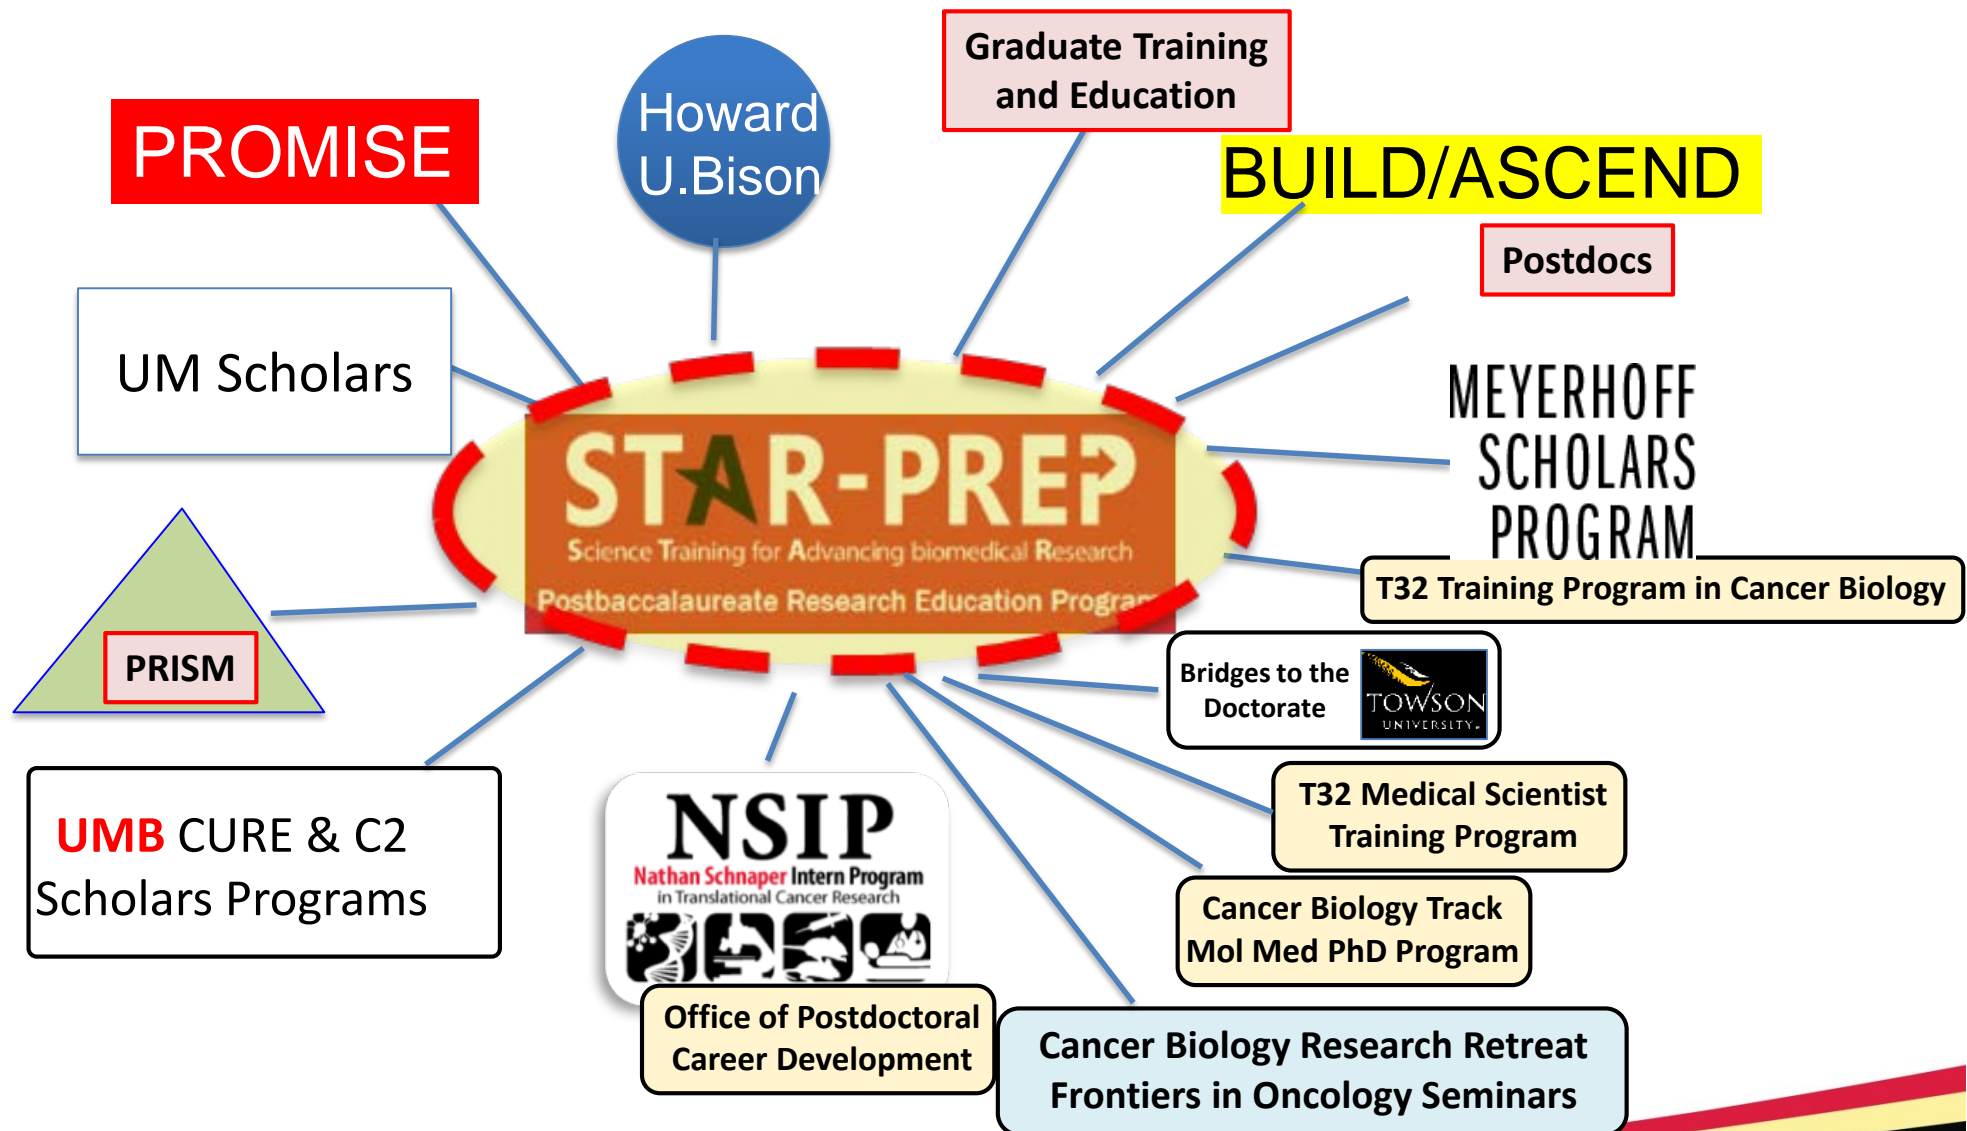 Graduate Training
and Education
PROMISE
Howard
U.Bison
BUILD/ASCEND
Postdocs
UM Scholars
MEYERHOFF
SCHOLARS
PROGRAM
STAR-PREP
Science Training for Advancing biomedical Research
Postbaccalaureate Research Education Program
T32 Training Program in Cancer Biology
PRISM
Bridges to the
Doctorate
TOWSON
UNIVERSITY
T32 Medical Scientist
Training Program
UMB CURE & C2
Scholars Programs
NSIP
Nathan Schnaper Intern Program
in Translational Cancer Research
Cancer Biology Track
Mol Med PhD Program
Office of Postdoctoral
Career Development
Cancer Biology Research Retreat
Frontiers in Oncology Seminars